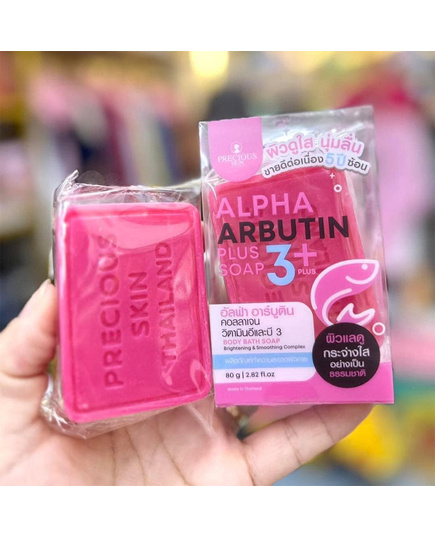 PRECIOUS
SKIN
THAILAND
PRECIOUS
SKIN
ผิวดูใส นุ่มลื่น
ขายดีต่อเนื่อง 5 ปีซ้อน
ALPHA
ARBUTIN
PLUS
SOAP 3+
PLUS
อัลฟ่า อาร์บูติน
คอลลาเจน
วิตามินอีและบี 3
BODY BATH SOAP
Brightening & Smoothing Complex
80 g | 2.82 fl.oz
Made in Thailand
ผิวแลดู
กระจ่างใส
อย่างเป็น
ธรรมชาติ